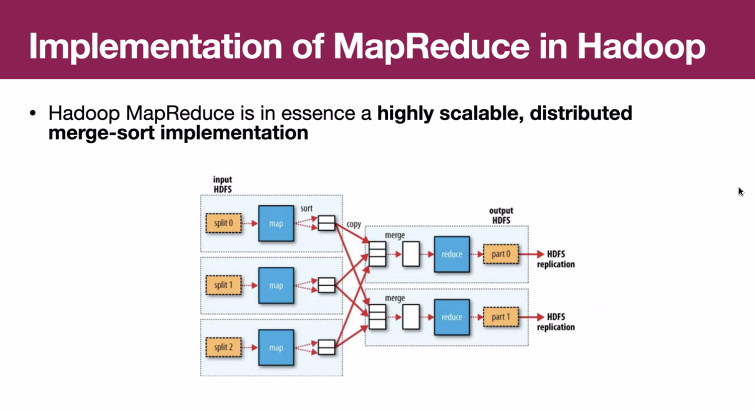 Implementation of MapReduce in Hadoop
• Hadoop MapReduce is in essence a highly scalable, distributed
merge-sort implementation
input
HDFS
split 0
map
sort
copy
split 1
map
split 2
map
output
HDFS
merge
reduce
part 0
HDFS
replication
merge
reduce
part 1
HDFS
replication